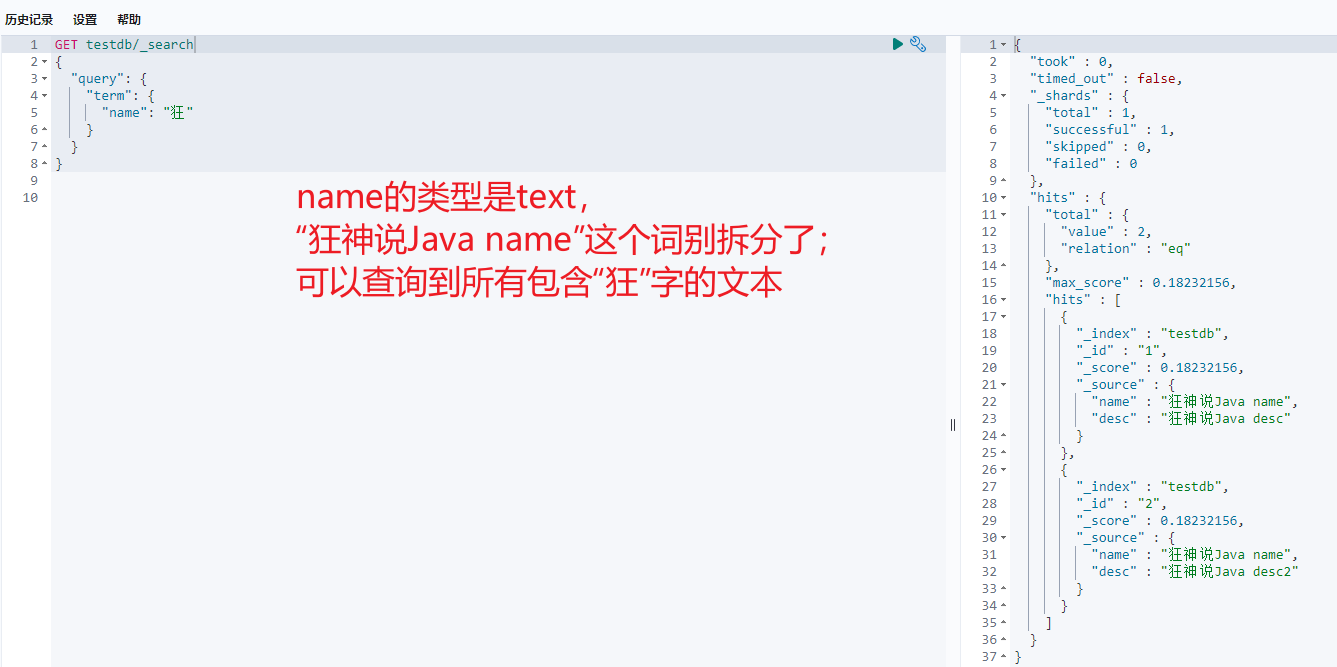 历史记录 设置 帮助
1 GET testdb/_search
2 {
3 "query": {
4 "term": {
5 "name": "狂"
6 }
7 }
8 }
9
10
name的类型是text，
“狂神说Java name”这个词别拆分了；
可以查询到所有包含“狂”字的文本
1 {
2 "took" : 0,
3 "timed_out" : false,
4 "_shards" : {
5 "total" : 1,
6 "successful" : 1,
7 "skipped" : 0,
8 "failed" : 0
9 },
10 "hits" : {
11 "total" : {
12 "value" : 2,
13 "relation" : "eq"
14 },
15 "max_score" : 0.18232156,
16 "hits" : [
17 {
18 "_index" : "testdb",
19 "_id" : "1",
20 "_score" : 0.18232156,
21 "_source" : {
22 "name" : "狂神说Java name",
23 "desc" : "狂神说Java desc"
24 }
25 },
26 {
27 "_index" : "testdb",
28 "_id" : "2",
29 "_score" : 0.18232156,
30 "_source" : {
31 "name" : "狂神说Java name",
32 "desc" : "狂神说Java desc2"
33 }
34 }
35 ]
36 }
37 }